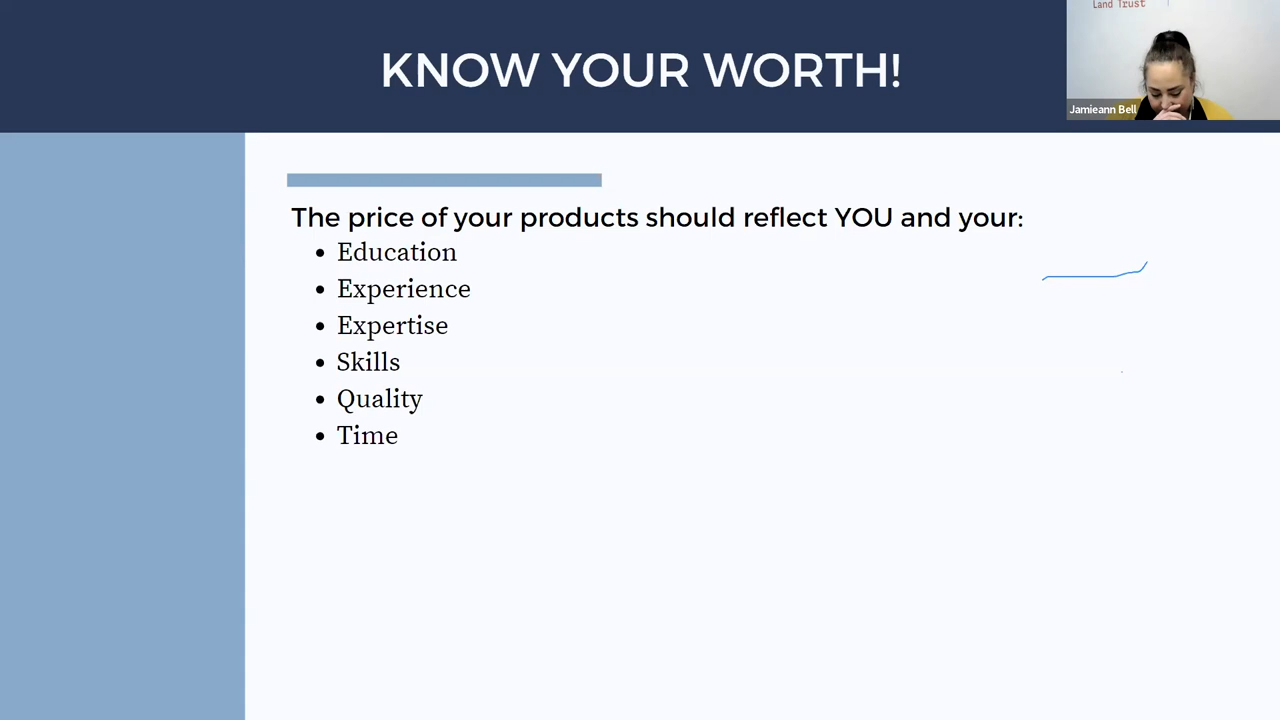 KNOW YOUR WORTH!
Land Trust
Jamieann Bell
The price of your products should reflect YOU and your:
• Education
• Experience
• Expertise
• Skills
• Quality
• Time